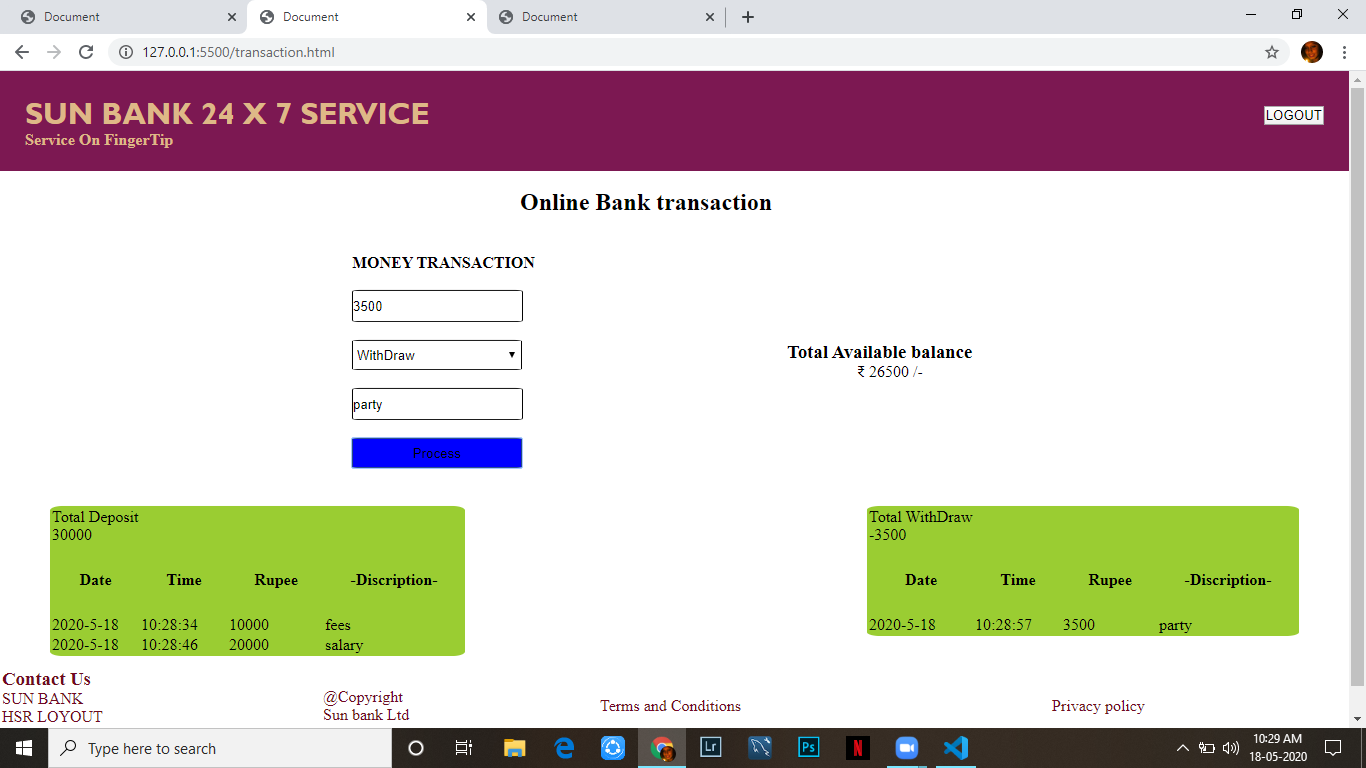 Document
Document
Document
127.0.0.1:5500/transaction.html
SUN BANK 24 X 7 SERVICE
Service On FingerTip
LOGOUT
Online Bank transaction
MONEY TRANSACTION
3500
WithDraw
party
Process
Total Available balance
₹ 26500 /-
Total Deposit
30000
Date Time Rupee -Discription-
2020-5-18 10:28:34 10000 fees
2020-5-18 10:28:46 20000 salary
Total WithDraw
-3500
Date Time Rupee -Discription-
2020-5-18 10:28:57 3500 party
Contact Us
SUN BANK
HSR LOYOUT
@Copyright
Sun bank Ltd
Terms and Conditions
Privacy policy
Type here to search
Lr
Ps
N
10:29 AM
18-05-2020